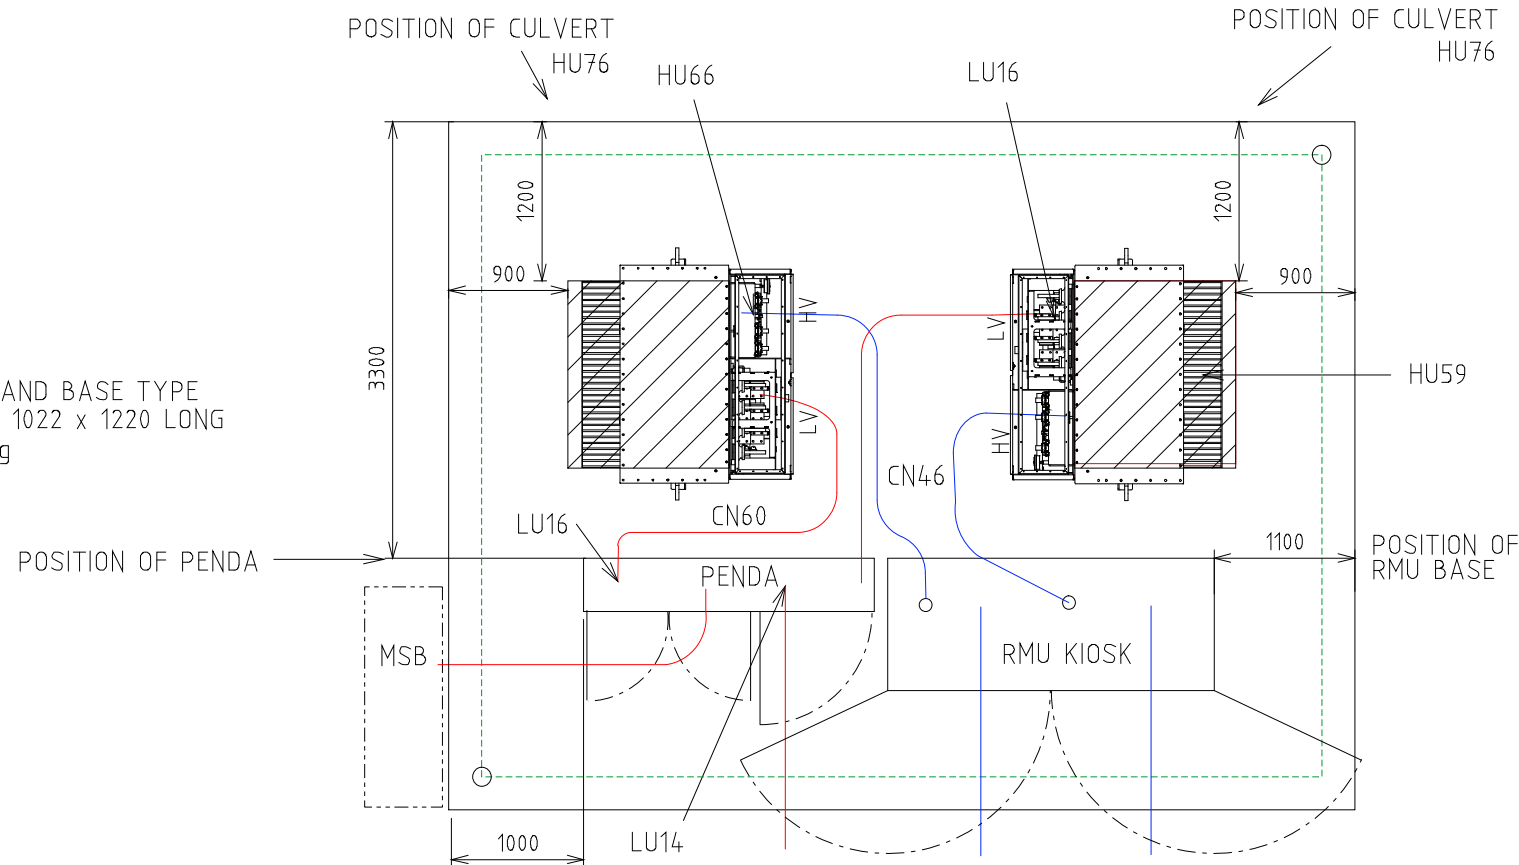 POSITION OF CULVERT
HU76
POSITION OF CULVERT
HU76
HU66
LU16
1200
1200
900
900
3300
HV
LV
LV
HV
HU59
AND BASE TYPE
1022 x 1220 LONG
g
CN46
LU16
CN60
POSITION OF PENDA
PENDA
1100
POSITION OF
RMU BASE
MSB
RMU KIOSK
1000
LU14